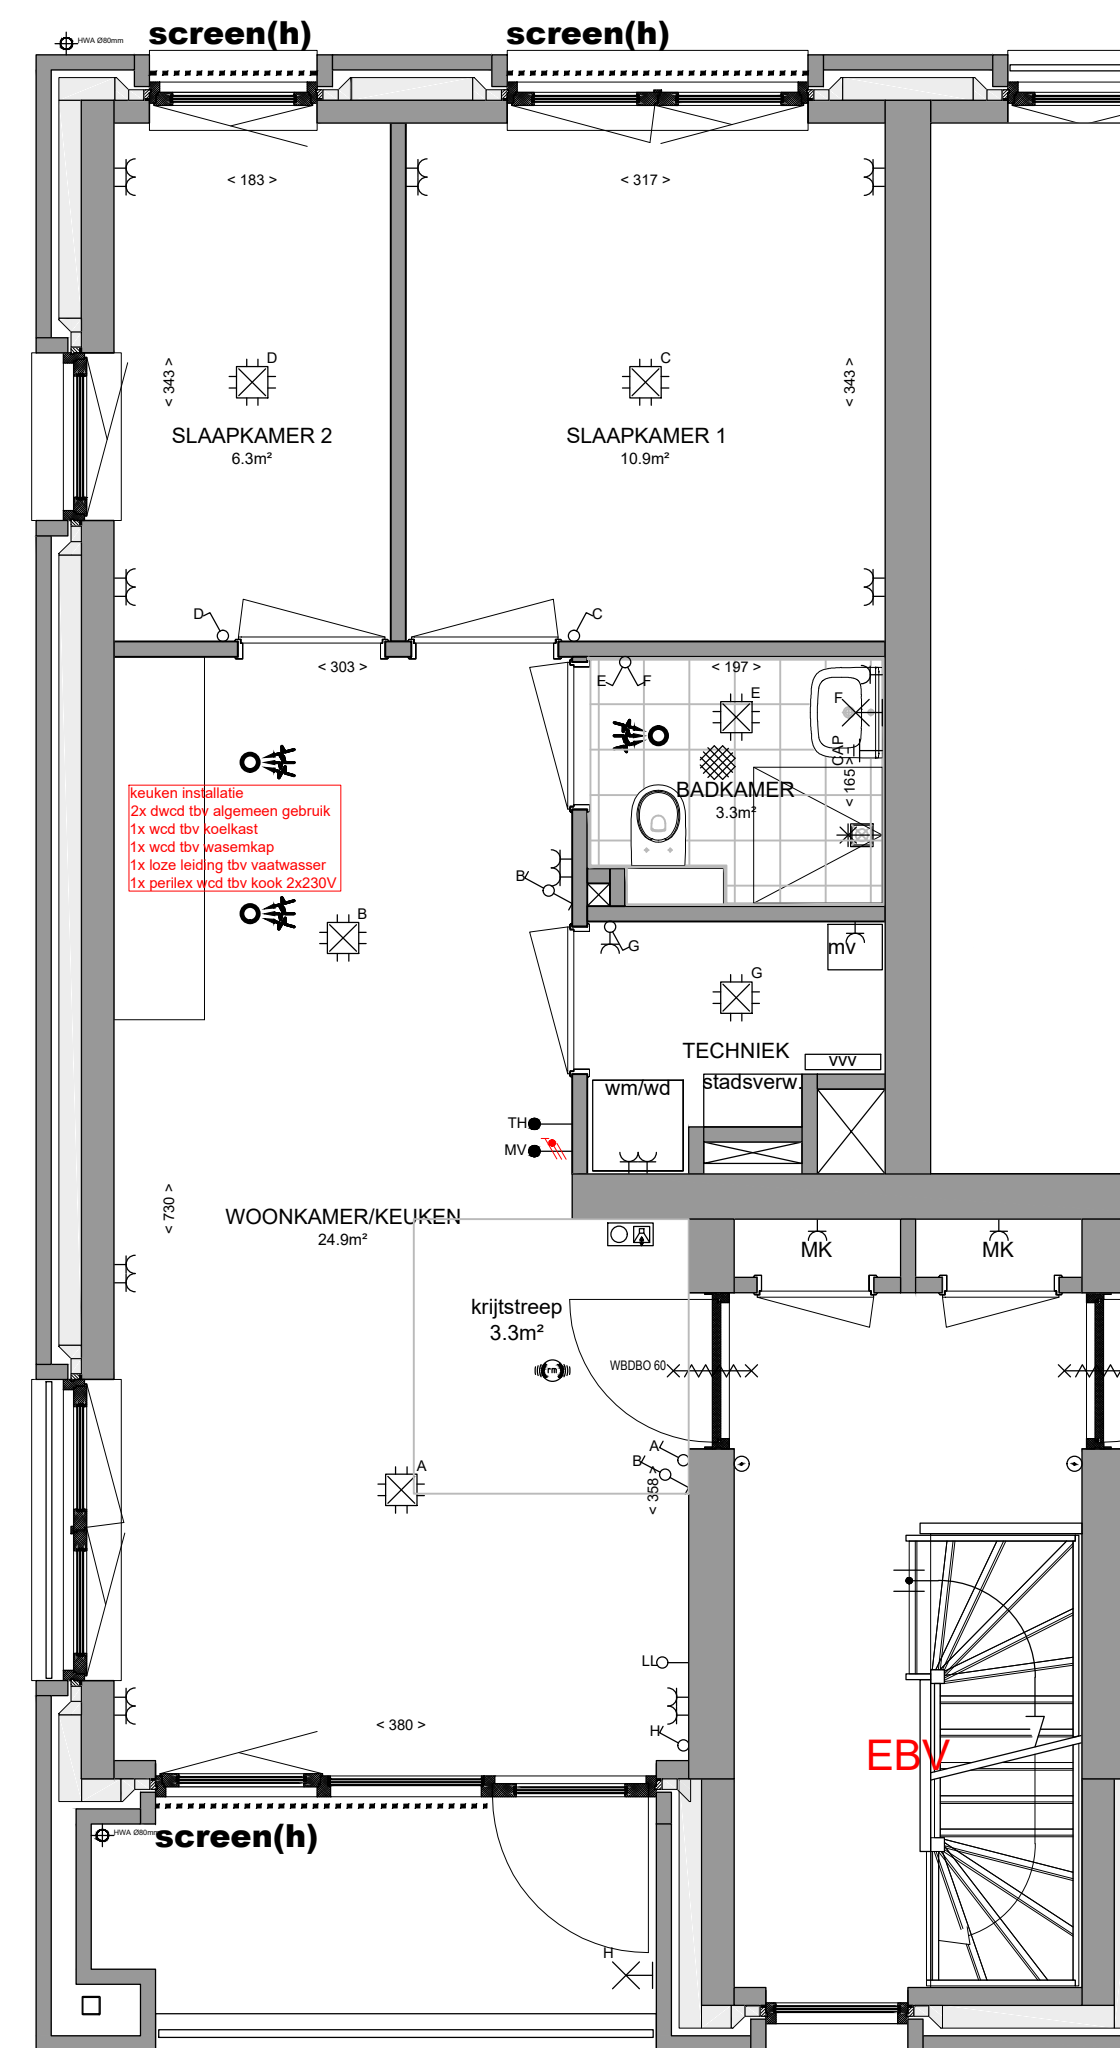 screen(h)
screen(h)
HWA Ø80mm
< 183 >
< 317 >
< 343 >
< 343 >
D
C
SLAAPKAMER 2
6.3m²
SLAAPKAMER 1
10.9m²
D
C
< 303 >
< 197 >
E
F
E
F
CAP
< 165 >
BADKAMER
3.3m²
keuken installatie
2x dwcd tbv algemeen gebruik
1x wcd tbv koelkast
1x wcd tbv wasemkap
1x loze leiding tbv vaatwasser
1x perilex wcd tbv kook 2x230V
B
B
G
mv
G
TECHNIEK
vvv
stadsverw.
wm/wd
TH
MV
< 730 >
WOONKAMER/KEUKEN
24.9m²
MK
MK
krijtstreep
3.3m²
rm
WBDBO 60
A
B
A
< 358 >
LL
H
< 380 >
EBV
HWA Ø80mm
screen(h)
H